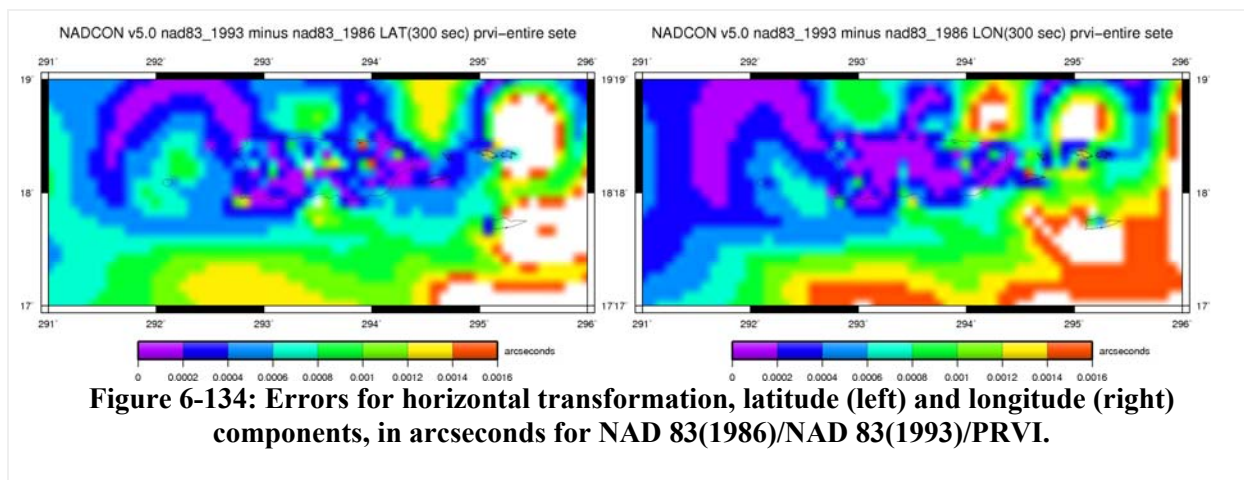 NADCON v5.0 nad83_1993 minus nad83_1986 LAT(300 sec) prvi-entire sete
NADCON v5.0 nad83_1993 minus nad83_1986 LON(300 sec) prvi-entire sete
291˚ 292˚ 293˚ 294˚ 295˚ 296˚
291˚ 292˚ 293˚ 294˚ 295˚ 296˚
19˚ 19˚19˚ 19˚
18˚ 18˚18˚ 18˚
17˚ 17˚17˚ 17˚
291˚ 292˚ 293˚ 294˚ 295˚ 296˚
291˚ 292˚ 293˚ 294˚ 295˚ 296˚
arcseconds
arcseconds
0 0.0002 0.0004 0.0006 0.0008 0.001 0.0012 0.0014 0.0016
0 0.0002 0.0004 0.0006 0.0008 0.001 0.0012 0.0014 0.0016
Figure 6-134: Errors for horizontal transformation, latitude (left) and longitude (right)
components, in arcseconds for NAD 83(1986)/NAD 83(1993)/PRVI.